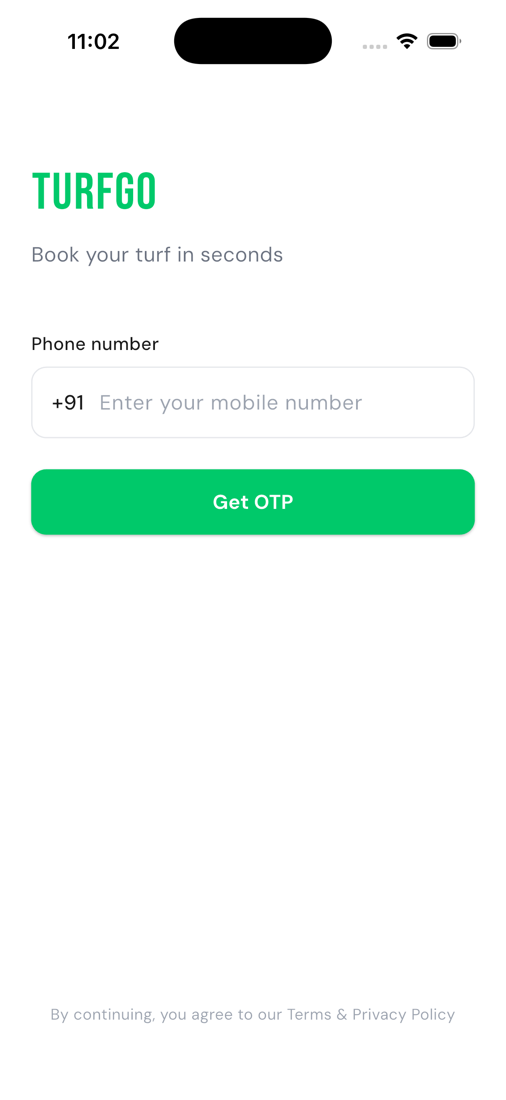 11:02
TURFGO
Book your turf in seconds
Phone number
+91 Enter your mobile number
Get OTP
By continuing, you agree to our Terms & Privacy Policy